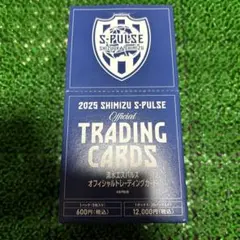 S-PULSE
SHIMIZU
2025 SHIMIZU S-PULSE
Official
TRADING
CARDS
清水エスパルス
オフィシャルトレーディングカード
600円(税込)
12,000円(税込)